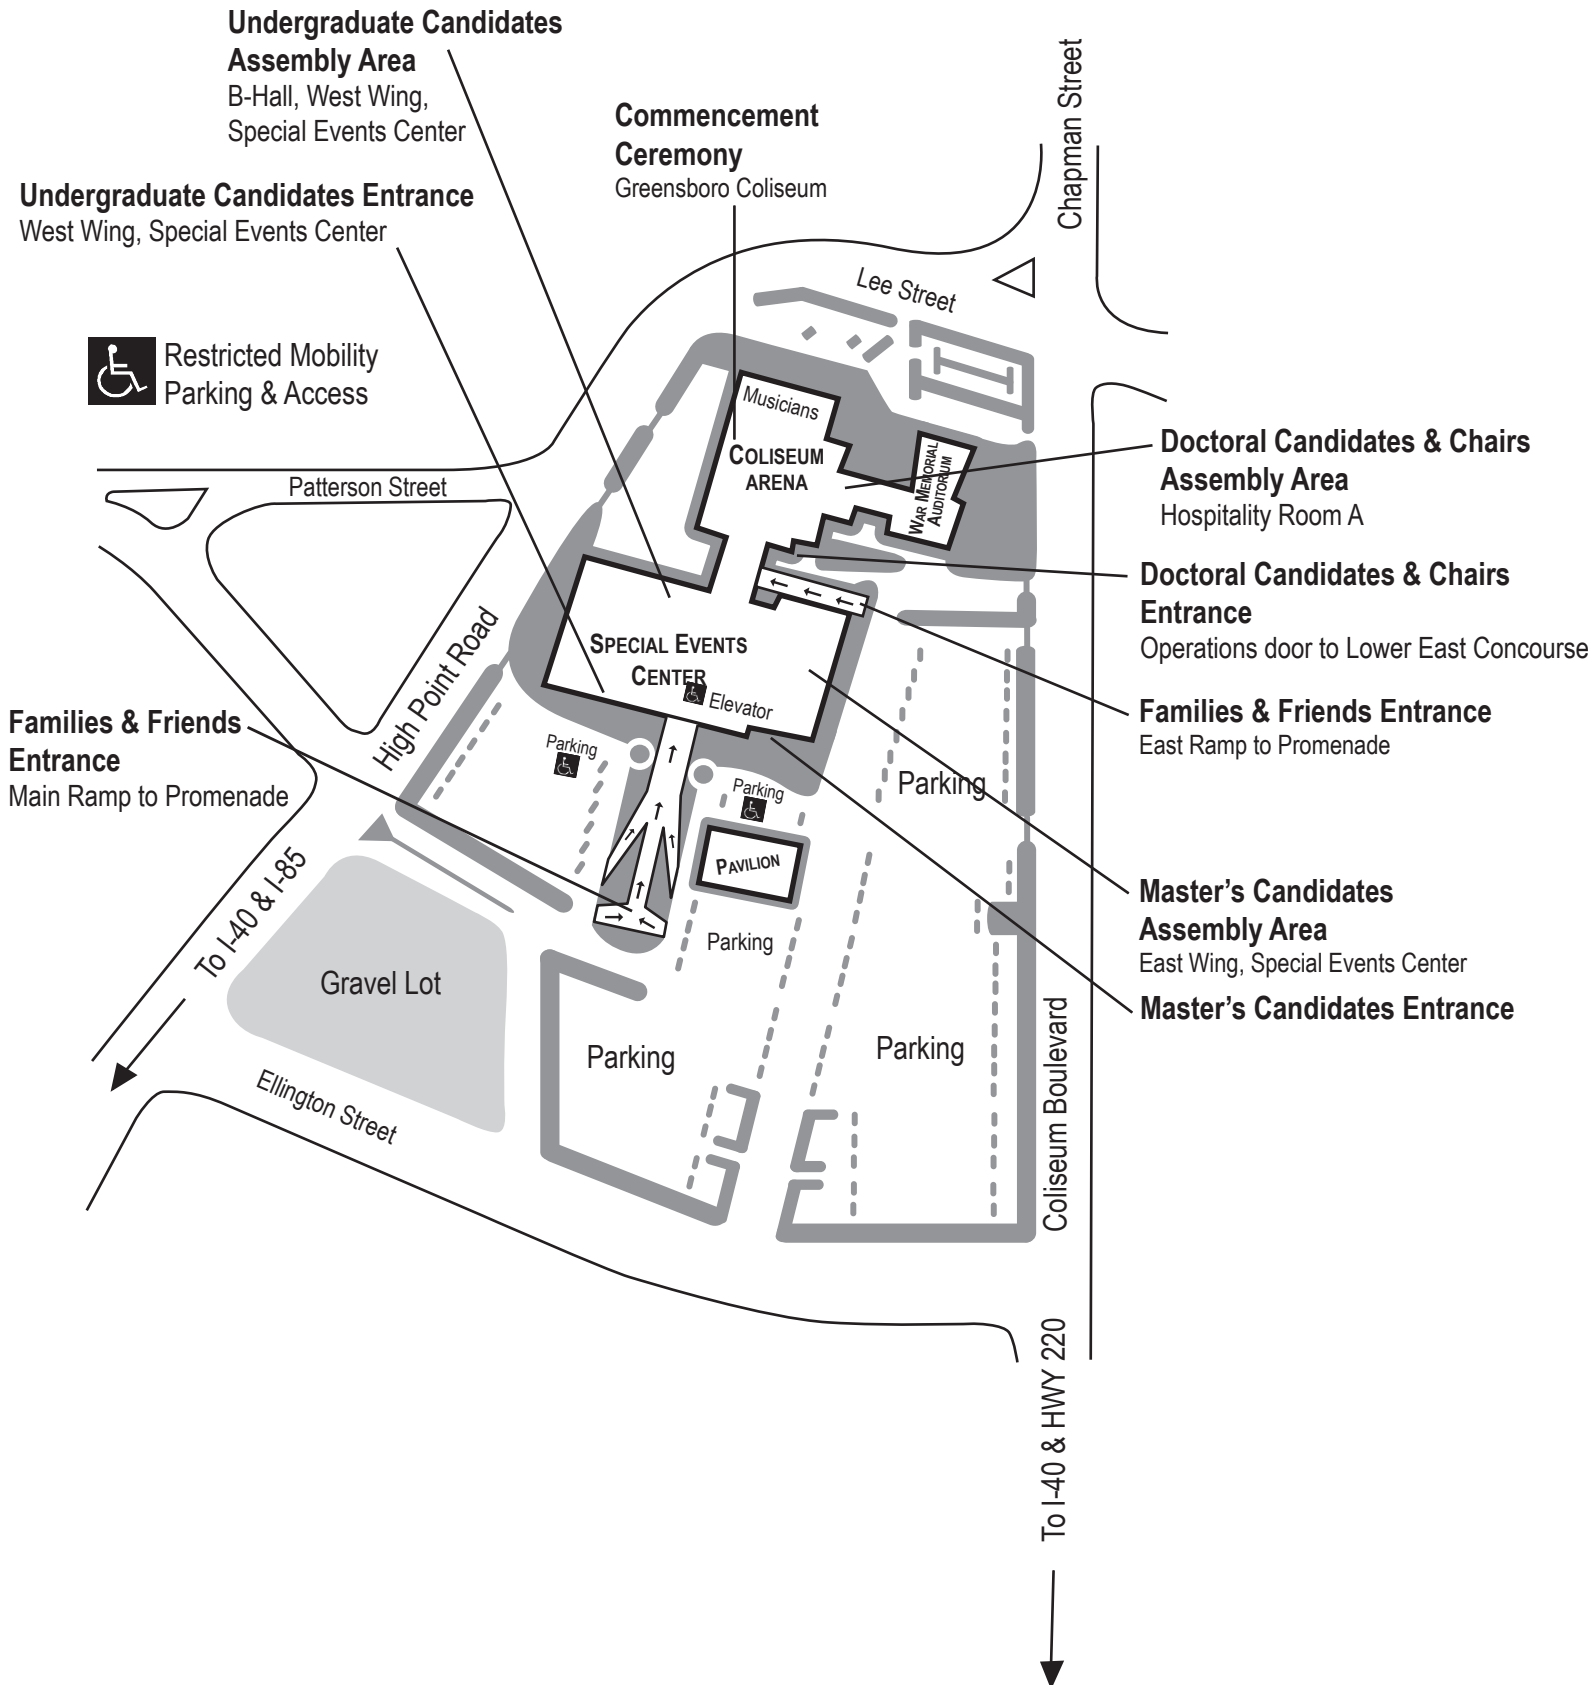 Undergraduate Candidates
Assembly Area
B-Hall, West Wing,
Special Events Center
Commencement
Ceremony
Greensboro Coliseum
Chapman Street
Undergraduate Candidates Entrance
West Wing, Special Events Center
Lee Street
Restricted Mobility
Parking & Access
Musicians
COLISEUM
ARENA
WAR MEMORIAL
AUDITORIUM
Doctoral Candidates & Chairs
Assembly Area
Hospitality Room A
Patterson Street
Doctoral Candidates & Chairs
Entrance
Operations door to Lower East Concourse
High Point Road
SPECIAL EVENTS
CENTER
Elevator
Families & Friends Entrance
East Ramp to Promenade
Families & Friends
Entrance
Main Ramp to Promenade
Parking
Parking
Parking
PAVILION
To I-40 & I-85
Master's Candidates
Assembly Area
East Wing, Special Events Center
Parking
Gravel Lot
Master's Candidates Entrance
Parking
Parking
Coliseum Boulevard
Ellington Street
To I-40 & HWY 220